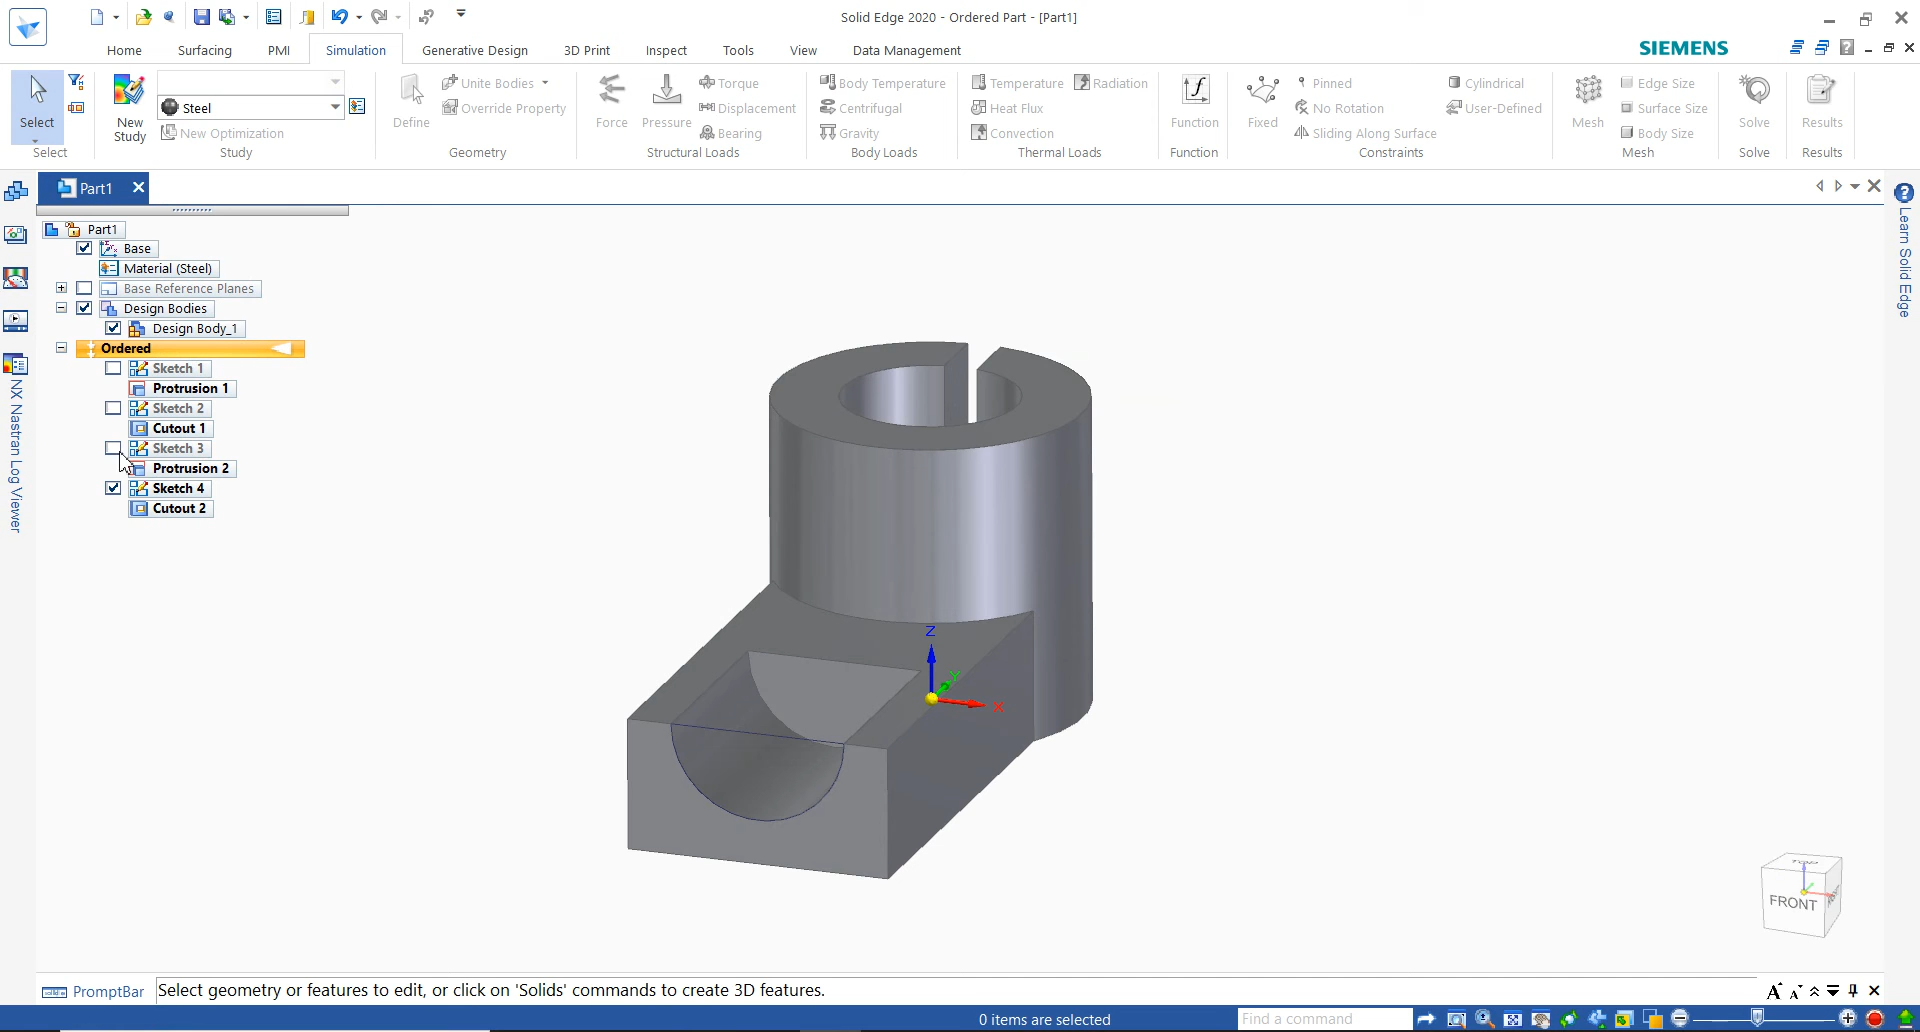 Solid Edge 2020 - Ordered Part - [Part1]
Home Surfacing PMI Simulation Generative Design 3D Print Inspect Tools View Data Management SIEMENS
Select
Select
New Study
Steel
New Optimization
Study
Define
Unite Bodies
Override Property
Geometry
Force
Pressure
Torque
Displacement
Bearing
Structural Loads
Body Temperature
Centrifugal
Gravity
Body Loads
Temperature
Radiation
Heat Flux
Convection
Thermal Loads
Function
Function
Fixed
Pinned
No Rotation
Sliding Along Surface
Cylindrical
User-Defined
Constraints
Mesh
Edge Size
Surface Size
Body Size
Mesh
Solve
Solve
Results
Results
Part1
Part1
Base
Material (Steel)
Base Reference Planes
Design Bodies
Design Body_1
Ordered
Sketch 1
Protrusion 1
Sketch 2
Cutout 1
Sketch 3
Protrusion 2
Sketch 4
Cutout 2
NX Nastran Log Viewer
Learn Solid Edge
Z
Y
X
TOP
FRONT
PromptBar
Select geometry or features to edit, or click on 'Solids' commands to create 3D features.
0 items are selected
Find a command